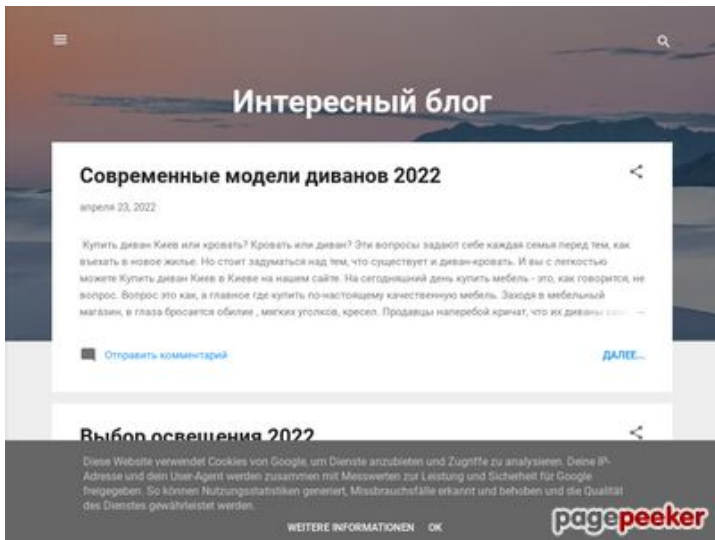 Интересный блог
Современные модели диванов 2022
апреля 23, 2022
Купить диван Киев или кровать? Кровать или диван? Эти вопросы задают себе каждая семья перед тем, как
въехать в новое жилье. Но стоит задуматься над тем, что существует и диван-кровать. И вы с легкостью
можете Купить диван Киев в Киеве на нашем сайте. На сегодняшний день купить мебель - это, как говорится, не
вопрос. Вопрос это как, а главное где купить по-настоящему качественную мебель. Заходя в мебельный
магазин, в глаза бросается обилие , мягких уголков, кресел. Продавцы наперебой кричат, что их диваны
Отправить комментарий
ДАЛЕЕ...
Выбор освещения 2022
Diese Website verwendet Cookies von Google, um Dienste anzubieten und Zugriffe zu analysieren. Deine IP-
Adresse und dein User-Agent werden zusammen mit Messwerten zur Leistung und Sicherheit für Google
freigegeben. So können Nutzungsstatistiken generiert, Missbrauchsfälle erkannt und behoben und die Qualität
des Dienstes gewährleistet werden.
WEITERE INFORMATIONEN OK
pagepeeker